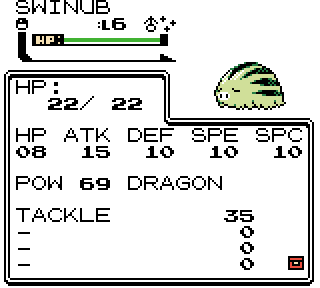 SWINUB
:L6
HP
HP:
22/ 22
HP ATK DEF SPE SPC
08 15 10 10 10
POW 69 DRAGON
TACKLE 35
– 0
– 0
– 0